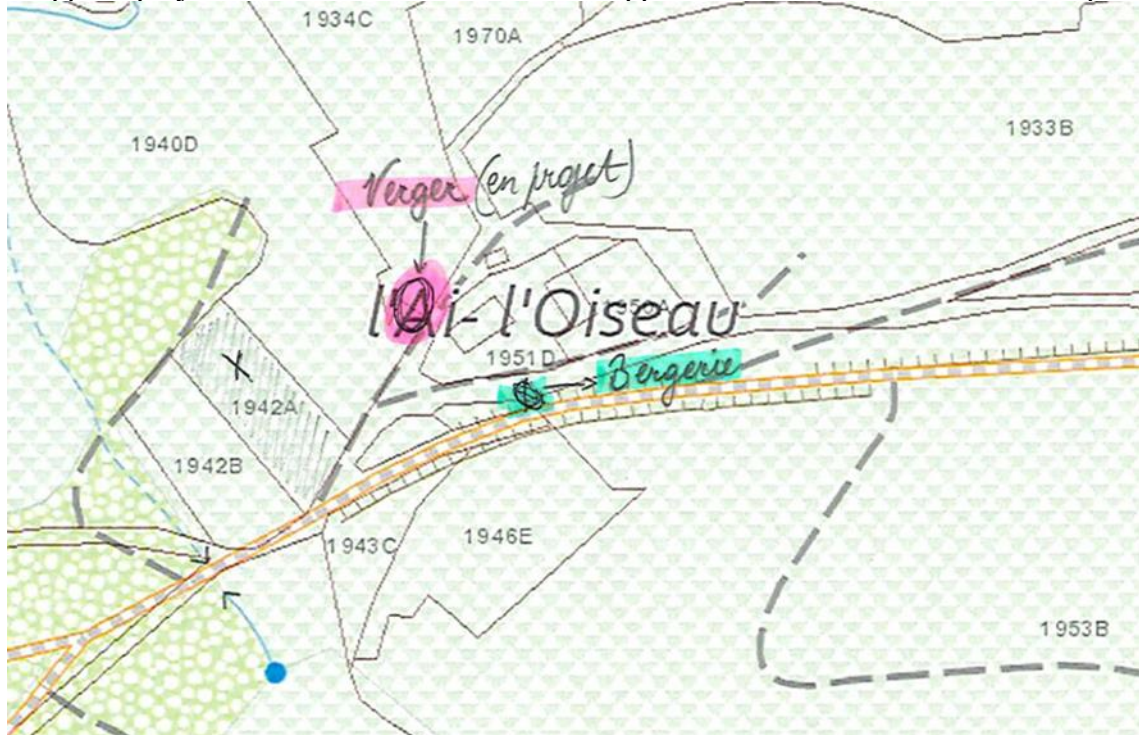 1934C
1970A
1933B
1940D
Verger (en projet)
l'Ai-l'Oiseau
1951D
Bergerie
X
1942A
1942B
1943C
1946E
1953B